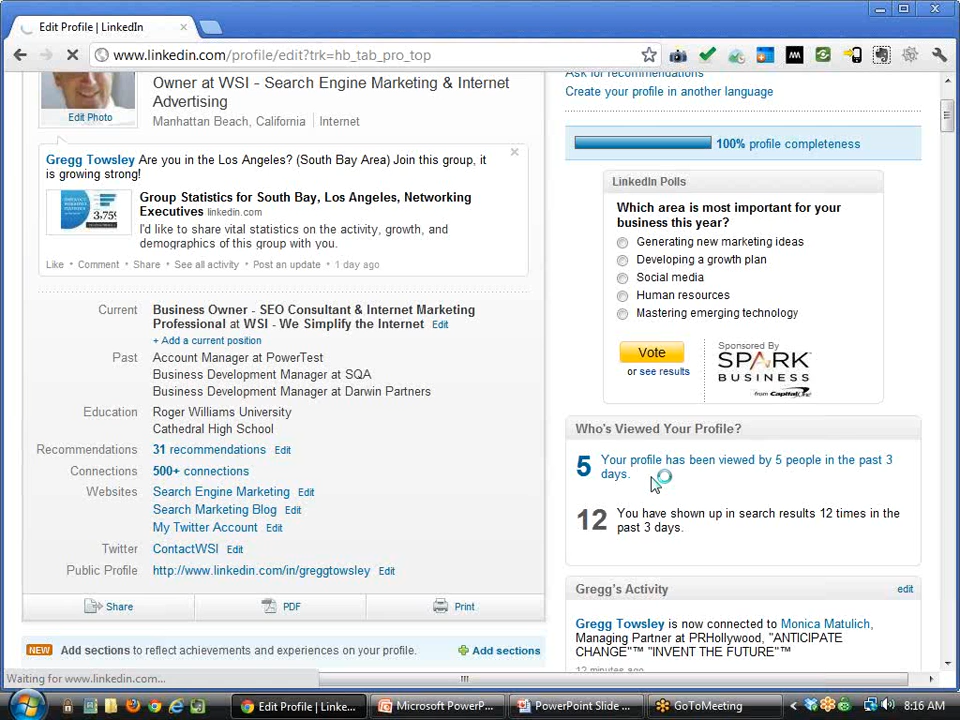 Edit Profile | LinkedIn
www.linkedin.com/profile/edit?trk=hb_tab_pro_top
Edit Photo
Owner at WSI - Search Engine Marketing & Internet
Advertising
Manhattan Beach, California | Internet
Gregg Towsley Are you in the Los Angeles? (South Bay Area) Join this group, it
is growing strong!
3,759
Group Statistics for South Bay, Los Angeles, Networking
Executives linkedin.com
I'd like to share vital statistics on the activity, growth, and
demographics of this group with you.
Like • Comment • Share • See all activity • Post an update • 1 day ago
Current Business Owner - SEO Consultant & Internet Marketing
Professional at WSI - We Simplify the Internet Edit
+ Add a current position
Past Account Manager at PowerTest
Business Development Manager at SQA
Business Development Manager at Darwin Partners
Education Roger Williams University
Cathedral High School
Recommendations 31 recommendations Edit
Connections 500+ connections
Websites Search Engine Marketing Edit
Search Marketing Blog Edit
My Twitter Account Edit
Twitter ContactWSI Edit
Public Profile http://www.linkedin.com/in/greggtowsley Edit
Share PDF Print
NEW Add sections to reflect achievements and experiences on your profile. Add sections
Ask for recommendations
Create your profile in another language
100% profile completeness
LinkedIn Polls
Which area is most important for your
business this year?
Generating new marketing ideas
Developing a growth plan
Social media
Human resources
Mastering emerging technology
Vote
or see results
Sponsored By
SPARK
BUSINESS
from Capital One
Who's Viewed Your Profile?
5 Your profile has been viewed by 5 people in the past 3
days.
12 You have shown up in search results 12 times in the
past 3 days.
Gregg's Activity edit
Gregg Towsley is now connected to Monica Matulich,
Managing Partner at PRHollywood, "ANTICIPATE
CHANGE"™ "INVENT THE FUTURE"™
12 minutes ago
Waiting for www.linkedin.com...
Edit Profile | Linke...
Microsoft PowerP...
PowerPoint Slide ...
GoToMeeting
8:16 AM